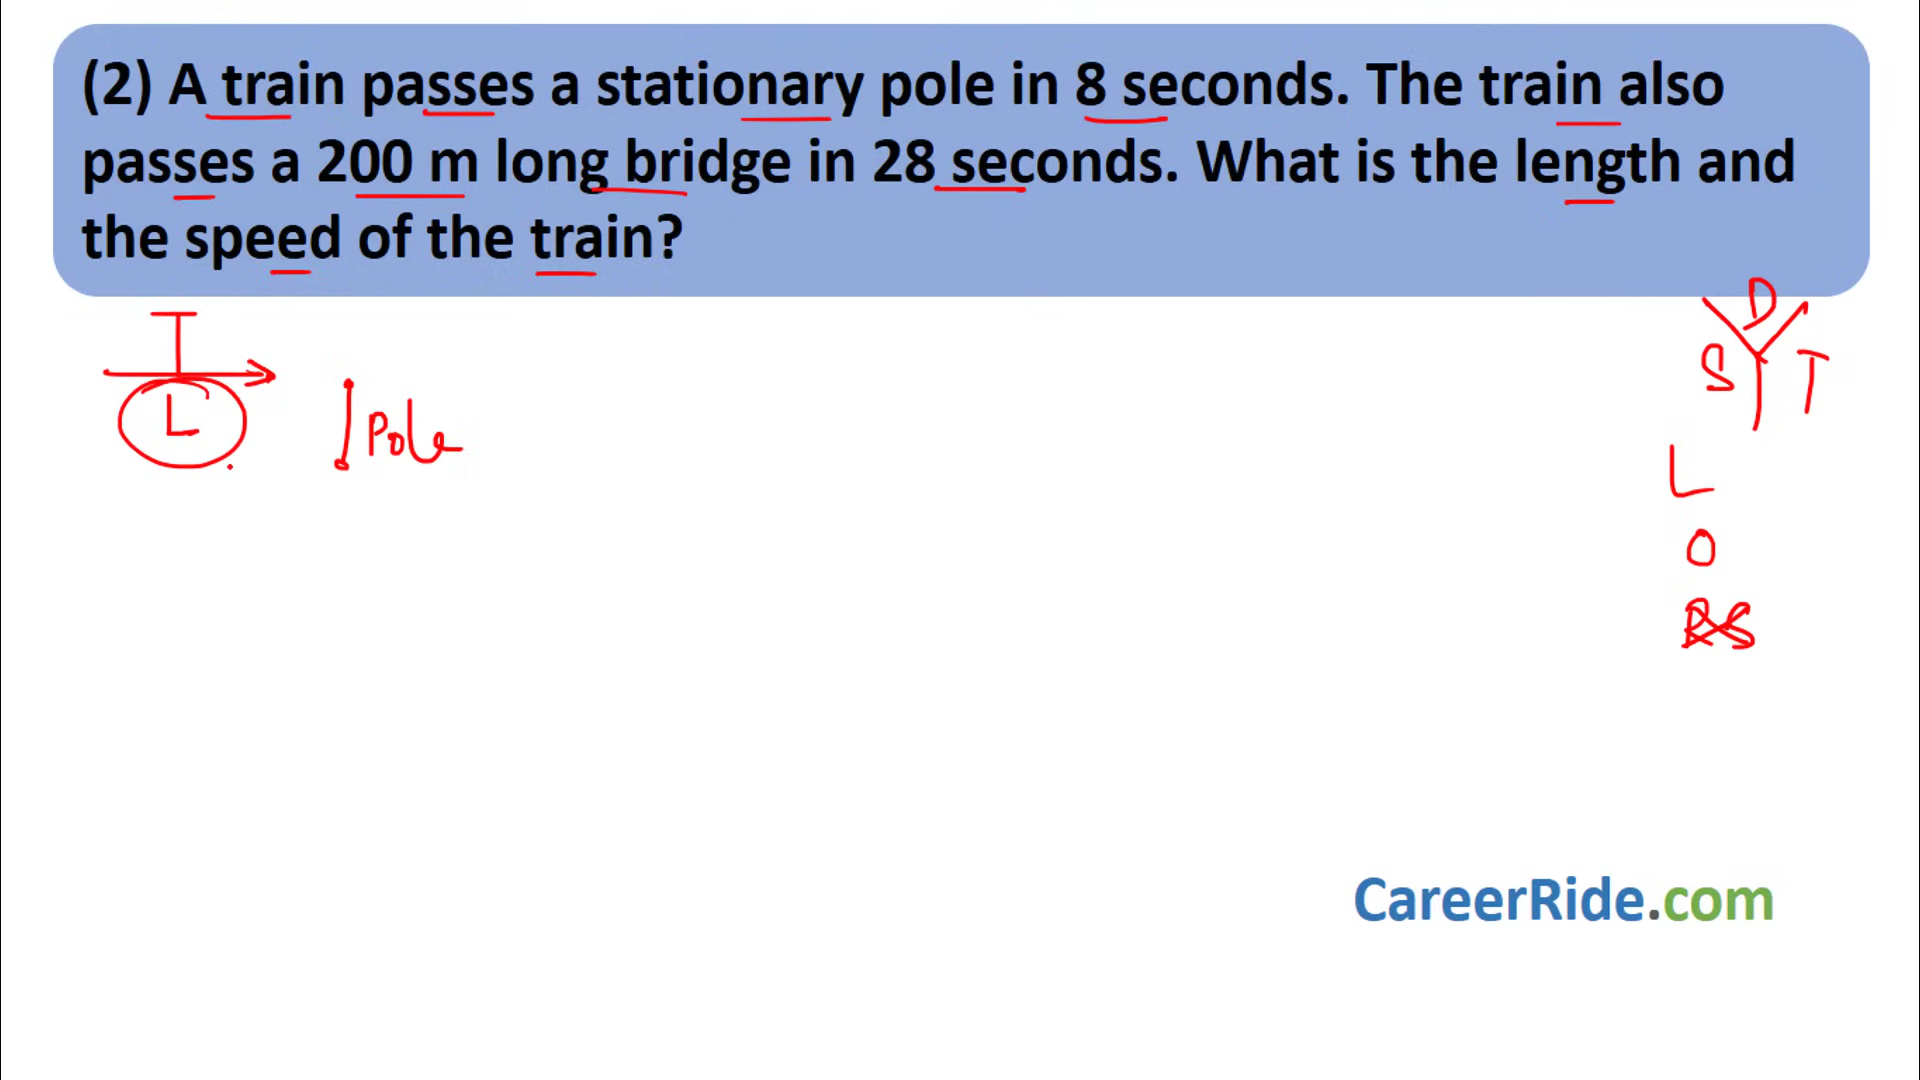 (2) A train passes a stationary pole in 8 seconds. The train also
passes a 200 m long bridge in 28 seconds. What is the length and
the speed of the train?
T
L
Pole
D
S T
L
O
RS
CareerRide.com